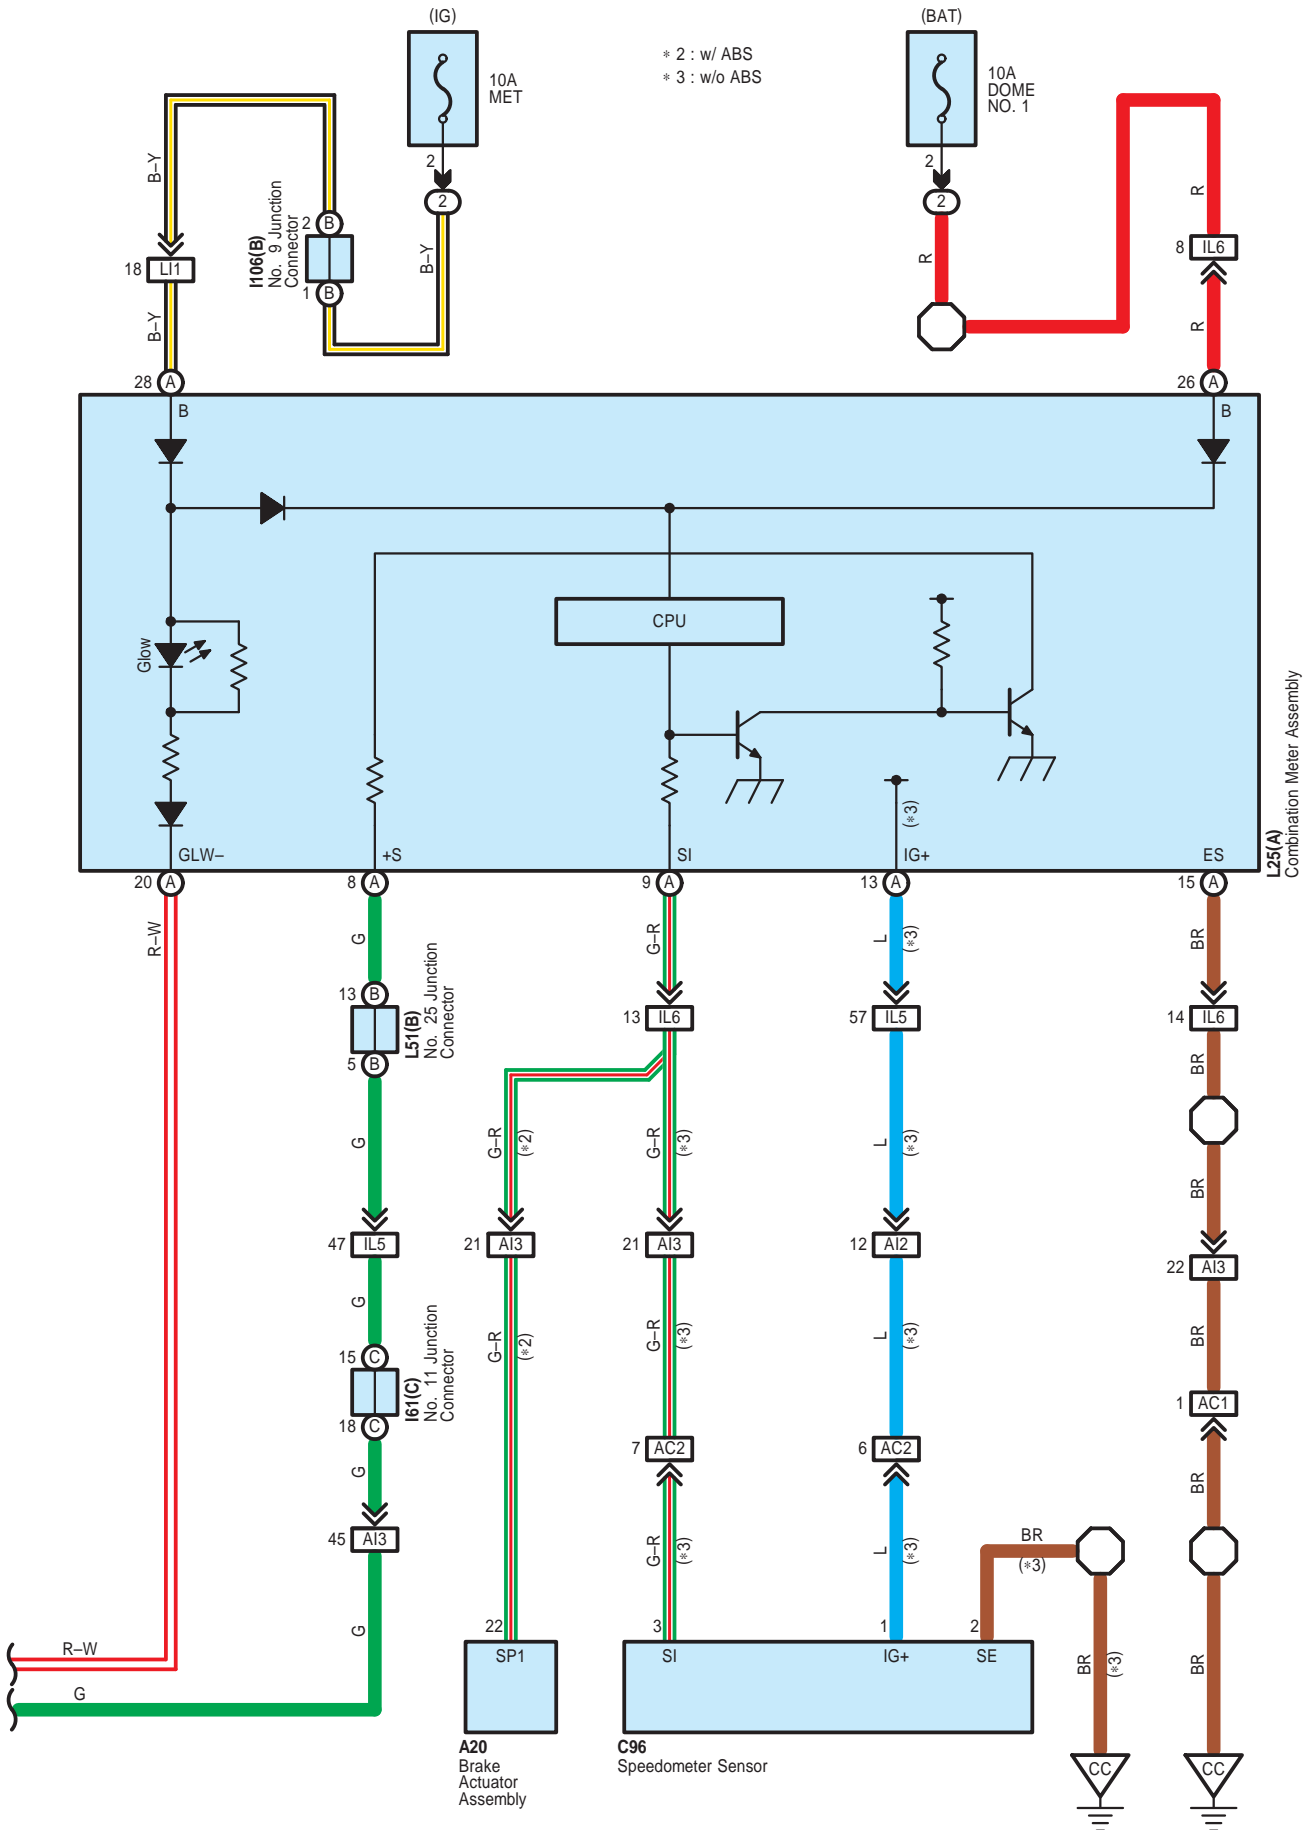 (IG)
(BAT)
10A
MET
∗ 2 : w/ ABS
∗ 3 : w/o ABS
10A
DOME
NO. 1
2
2
2
2
B–Y
B–Y
B–Y
R
R
R
2 B
I106(B)
No. 9 Junction
Connector
1 B
18 LI1
8 IL6
28 A
26 A
B
B
CPU
Glow
(∗3)
GLW–
+S
SI
IG+
ES
L25(A)
Combination Meter Assembly
20 A
8 A
9 A
13 A
15 A
R–W
G
G–R
L
(∗3)
BR
13 B
L51(B)
No. 25 Junction
Connector
5 B
13 IL6
57 IL5
14 IL6
BR
G
G–R
(∗2)
G–R
(∗3)
L
(∗3)
BR
47 IL5
21 AI3
21 AI3
12 AI2
22 AI3
G
G–R
(∗2)
G–R
(∗3)
L
(∗3)
BR
15 C
I61(C)
No. 11 Junction
Connector
18 C
1 AC1
7 AC2
6 AC2
G
BR
45 AI3
G–R
(∗3)
L
(∗3)
BR
(∗3)
G
22
3
1
2
R–W
SP1
SI
IG+
SE
BR
(∗3)
BR
G
A20
Brake
Actuator
Assembly
C96
Speedometer Sensor
CC
CC